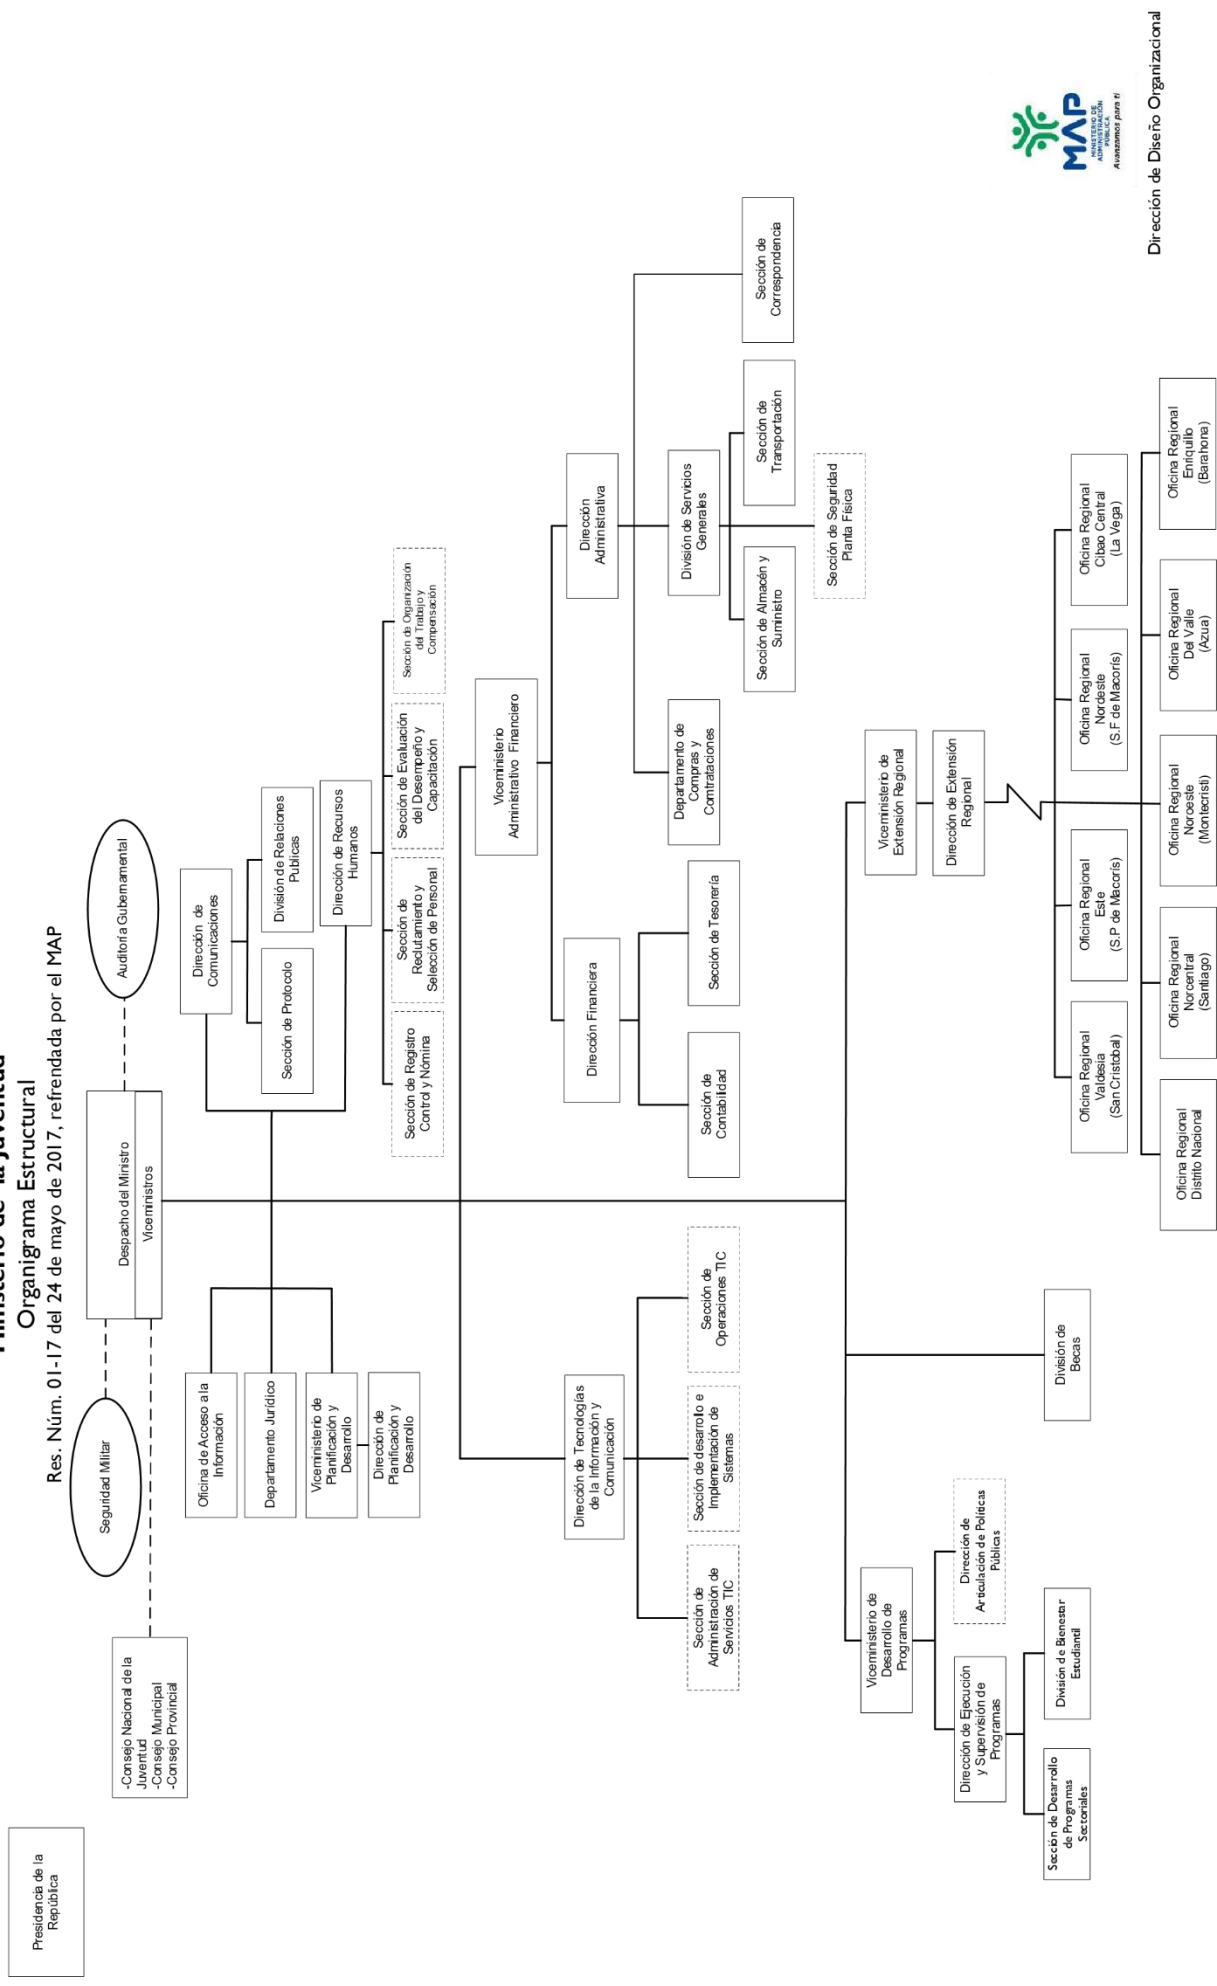 Presidencia de la
República
Organigrama Estructural
Res. Núm. 01-17 del 24 de mayo de 2017, refrendada por el MAP
-Consejo Nacional de la
Juventud
-Consejo Municipal
-Consejo Provincial
Seguridad Militar
Despacho del Ministro
Viceministros
Auditoría Gubernamental
Oficina de Acceso a la
Información
Departamento Jurídico
Viceministerio de
Planificación y
Desarrollo
Dirección de
Planificación y
Desarrollo
Dirección de
Comunicaciones
Sección de Protocolo
División de Relaciones
Publicas
Dirección de Recursos
Humanos
Sección de Registro
Control y Nómina
Sección de
Reclutamiento y
Selección de Personal
Sección de Evaluación
del Desempeño y
Capacitación
Sección de Organización
del Trabajo y
Compensación
Dirección de Tecnologías
de la Información y
Comunicación
Sección de
Administración de
Servicios TIC
Sección de desarrollo e
Implementación de
Sistemas
Sección de
Operaciones TIC
Viceministerio
Administrativo Financiero
Dirección Financiera
Sección de
Contabilidad
Sección de Tesorería
Dirección
Administrativa
Departamento de
Compras y
Comtrataciones
División de Servicios
Generales
Sección de Almacén y
Suministro
Sección de
Transportación
Sección de Seguridad
Planta Física
Sección de
Correspondencia
Viceministerio de
Desarrollo de
Programas
Dirección de Ejecución
y Supervisión de
Programas
Dirección de
Articulación de Políticas
Públicas
Sección de Desarrollo
de Programas
Sectoriales
División de Bienestar
Estudiantil
División de
Becas
Viceministerio de
Extensión Regional
Dirección de Extensión
Regional
Oficina Regional
Valdesia
(San Cristobal)
Oficina Regional
Este
(S.P de Macorís)
Oficina Regional
Nordeste
(S.F de Macorís)
Oficina Regional
Cibao Central
(La Vega)
Oficina Regional
Distrito Nacional
Oficina Regional
Norcentral
(Santiago)
Oficina Regional
Noroeste
(Montecristi)
Oficina Regional
Del Valle
(Azua)
Oficina Regional
Enriquillo
(Barahona)
MAP
MINISTERIO DE
ADMINISTRACIÓN
PÚBLICA
Avanzamos para ti
Dirección de Diseño Organizacional